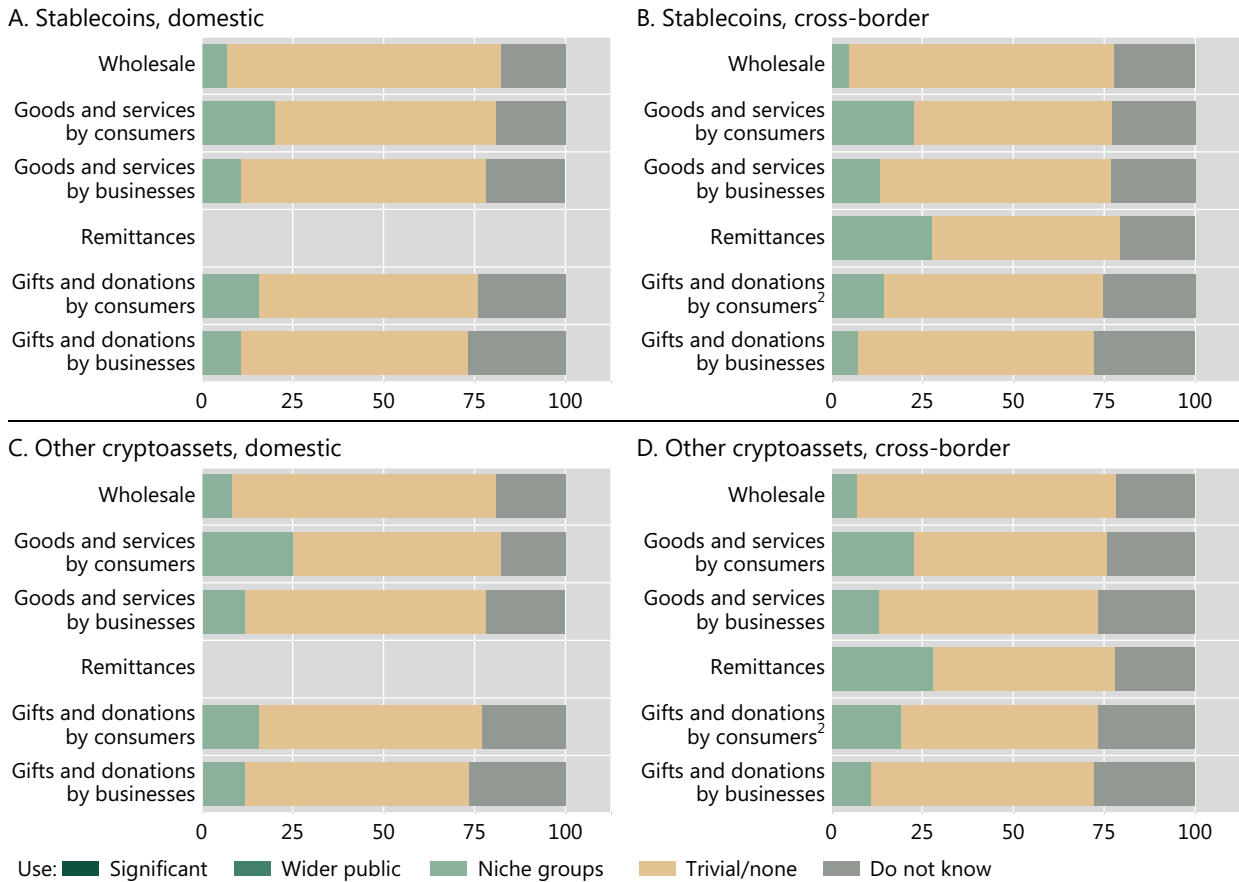 A. Stablecoins, domestic
Wholesale
Goods and services
by consumers
Goods and services
by businesses
Remittances
Gifts and donations
by consumers
Gifts and donations
by businesses
0 25 50 75 100
B. Stablecoins, cross-border
Wholesale
Goods and services
by consumers
Goods and services
by businesses
Remittances
Gifts and donations
by consumers²
Gifts and donations
by businesses
0 25 50 75 100
C. Other cryptoassets, domestic
Wholesale
Goods and services
by consumers
Goods and services
by businesses
Remittances
Gifts and donations
by consumers
Gifts and donations
by businesses
0 25 50 75 100
D. Other cryptoassets, cross-border
Wholesale
Goods and services
by consumers
Goods and services
by businesses
Remittances
Gifts and donations
by consumers²
Gifts and donations
by businesses
0 25 50 75 100
Use: Significant Wider public Niche groups Trivial/none Do not know